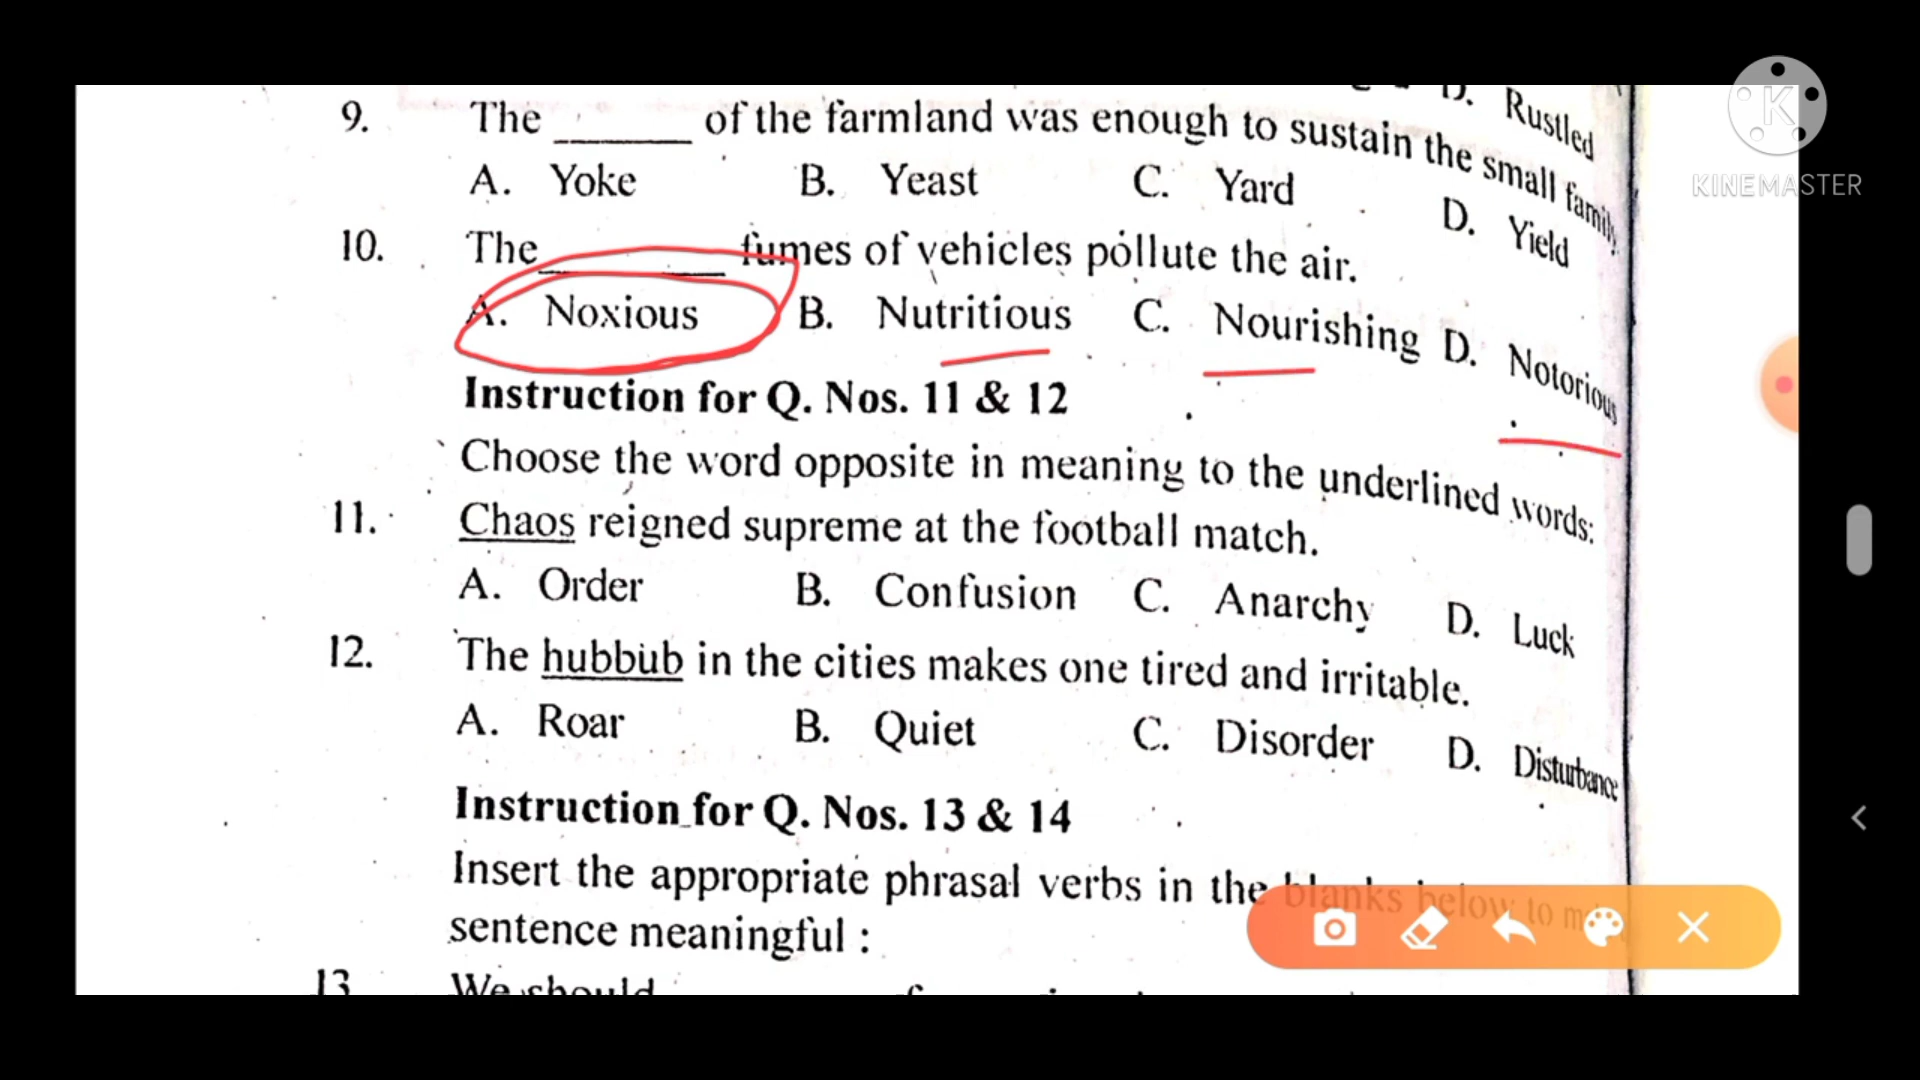 D. Rustled
9. The ______ of the farmland was enough to sustain the small family.
A. Yoke B. Yeast C. Yard D. Yield
10. The ________ fumes of vehicles pollute the air.
A. Noxious B. Nutritious C. Nourishing D. Notorious
Instruction for Q. Nos. 11 & 12
Choose the word opposite in meaning to the underlined words:
11. Chaos reigned supreme at the football match.
A. Order B. Confusion C. Anarchy D. Luck
12. The hubbub in the cities makes one tired and irritable.
A. Roar B. Quiet C. Disorder D. Disturbance
Instruction for Q. Nos. 13 & 14
Insert the appropriate phrasal verbs in the blanks below to
sentence meaningful :
13 We should
K
KINEMASTER